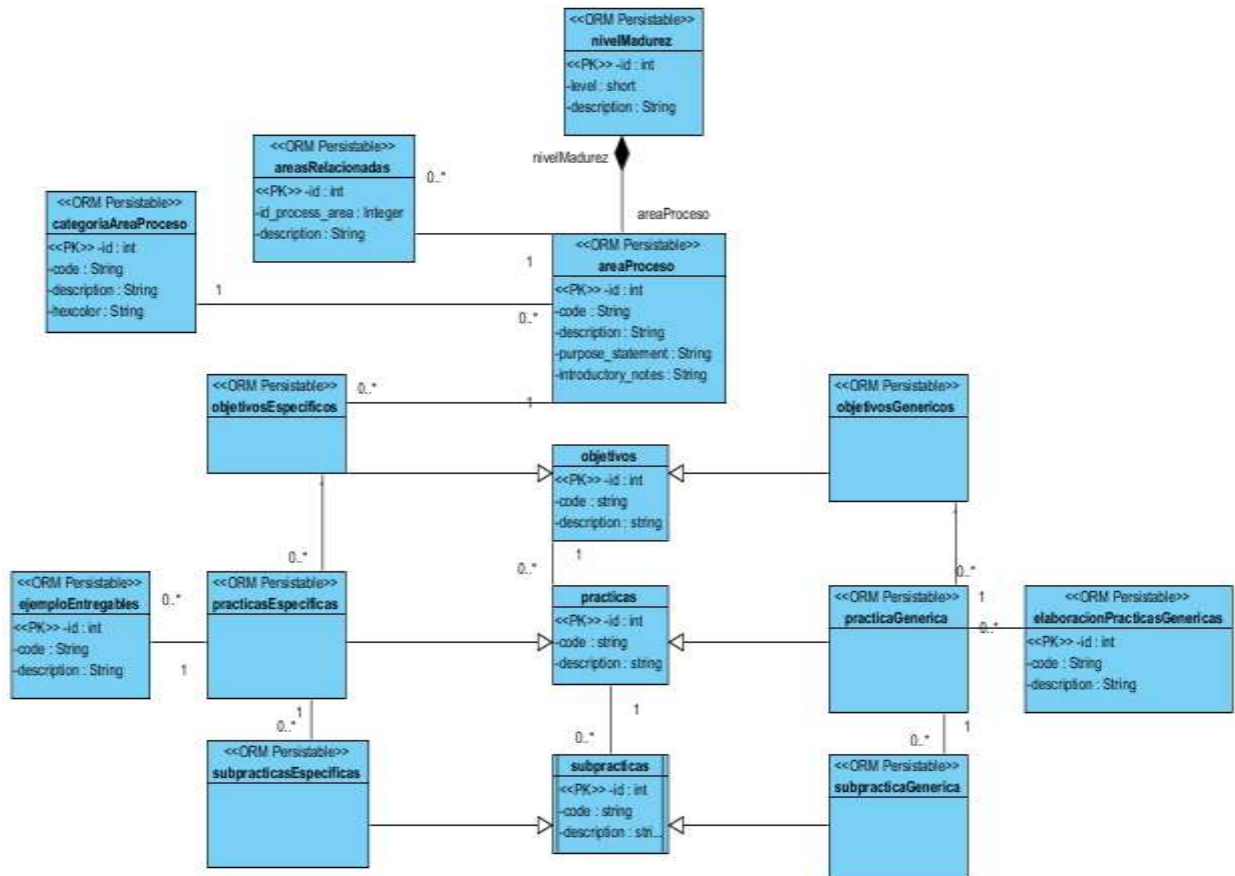 <<ORM Persistable>>
nivelMadurez
<<PK>> -id : int
-level : short
-description : String
nivelMadurez
areaProceso
<<ORM Persistable>>
areasRelacionadas
<<PK>> -id : int
-id_process_area : Integer
-description : String
0..*
1
<<ORM Persistable>>
categoriaAreaProceso
<<PK>> -id : int
-code : String
-description : String
-hexcolor : String
1
0..*
<<ORM Persistable>>
areaProceso
<<PK>> -id : int
-code : String
-description : String
-purpose_statement : String
-introductory_notes : String
<<ORM Persistable>>
objetivosEspecificos
0..*
1
<<ORM Persistable>>
objetivosGenericos
objetivos
<<PK>> -id : int
-code : string
-description : string
0..*
0..*
1
0..*
<<ORM Persistable>>
ejemploEntregables
<<PK>> -id : int
-code : String
-description : String
0..*
1
<<ORM Persistable>>
practicasEspecificas
practicas
<<PK>> -id : int
-code : string
-description : string
<<ORM Persistable>>
practicaGenerica
1
0..*
<<ORM Persistable>>
elaboracionPracticasGenericas
<<PK>> -id : int
-code : String
-description : String
1
0..*
1
0..*
1
0..*
<<ORM Persistable>>
subpracticasEspecificas
subpracticas
<<PK>> -id : int
-code : string
-description : stri...
<<ORM Persistable>>
subpracticaGenerica